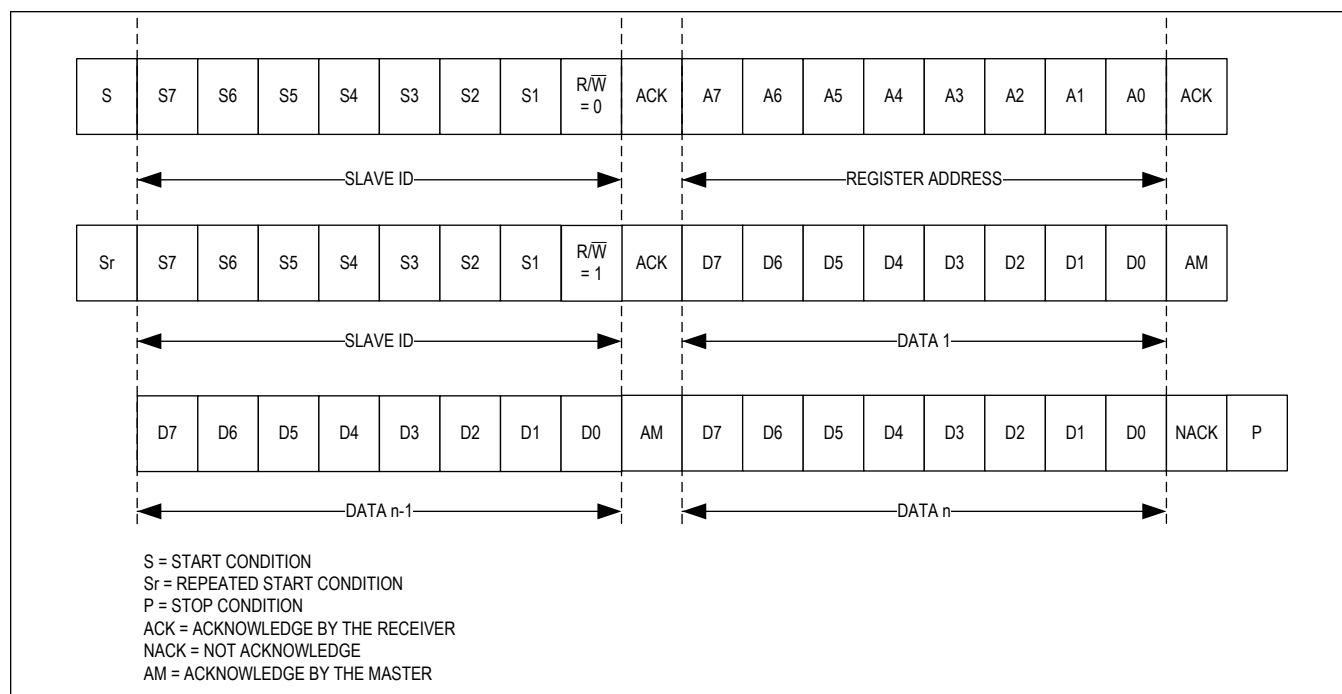 S S7 S6 S5 S4 S3 S2 S1 R/W̅ = 0 ACK A7 A6 A5 A4 A3 A2 A1 A0 ACK
SLAVE ID REGISTER ADDRESS
Sr S7 S6 S5 S4 S3 S2 S1 R/W̅ = 1 ACK D7 D6 D5 D4 D3 D2 D1 D0 AM
SLAVE ID DATA 1
D7 D6 D5 D4 D3 D2 D1 D0 AM D7 D6 D5 D4 D3 D2 D1 D0 NACK P
DATA n-1 DATA n
S = START CONDITION
Sr = REPEATED START CONDITION
P = STOP CONDITION
ACK = ACKNOWLEDGE BY THE RECEIVER
NACK = NOT ACKNOWLEDGE
AM = ACKNOWLEDGE BY THE MASTER